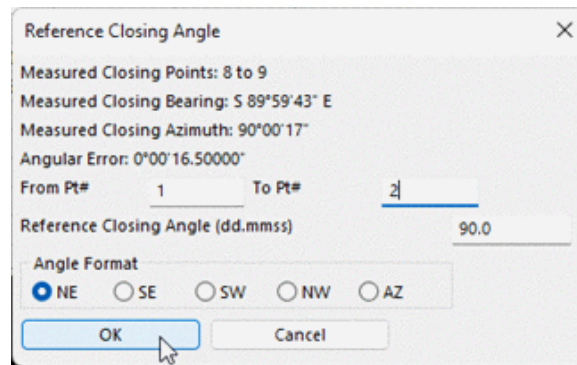 Reference Closing Angle
Measured Closing Points: 8 to 9
Measured Closing Bearing: S 89°59'43" E
Measured Closing Azimuth: 90°00'17"
Angular Error: 0°00'16.50000"
From Pt# 1 To Pt# 2
Reference Closing Angle (dd.mmss) 90.0
Angle Format
NE SE SW NW AZ
OK Cancel